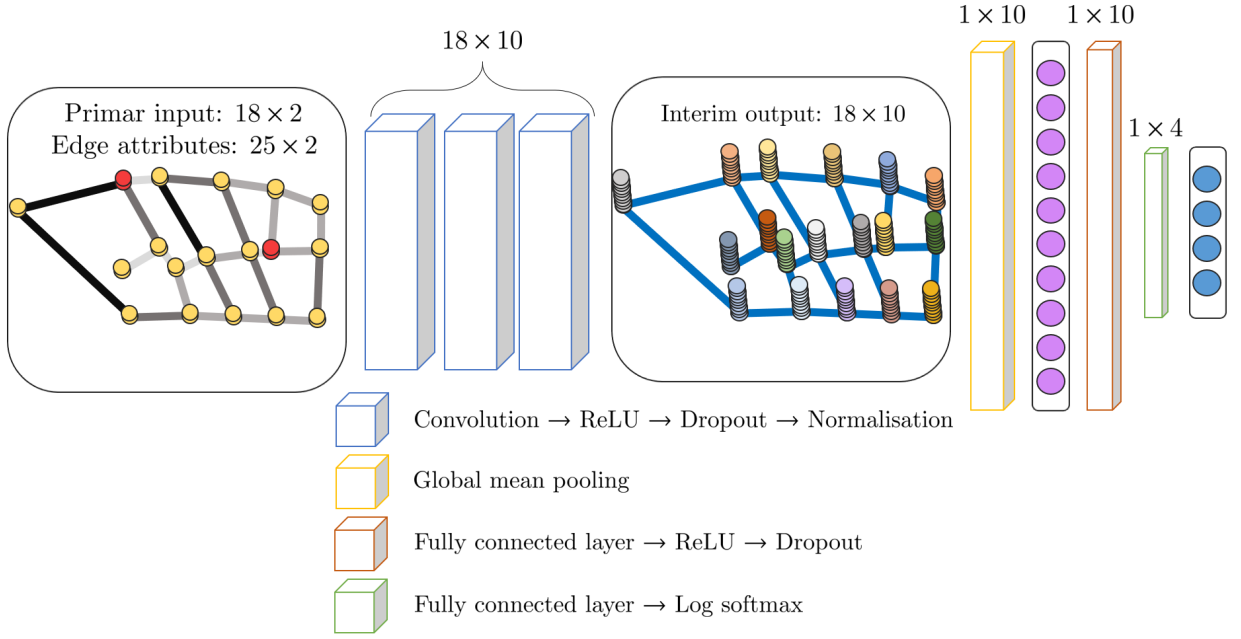 Primar input: 18 × 2
Edge attributes: 25 × 2
18 × 10
Interim output: 18 × 10
1 × 10
1 × 10
1 × 4
Convolution → ReLU → Dropout → Normalisation
Global mean pooling
Fully connected layer → ReLU → Dropout
Fully connected layer → Log softmax